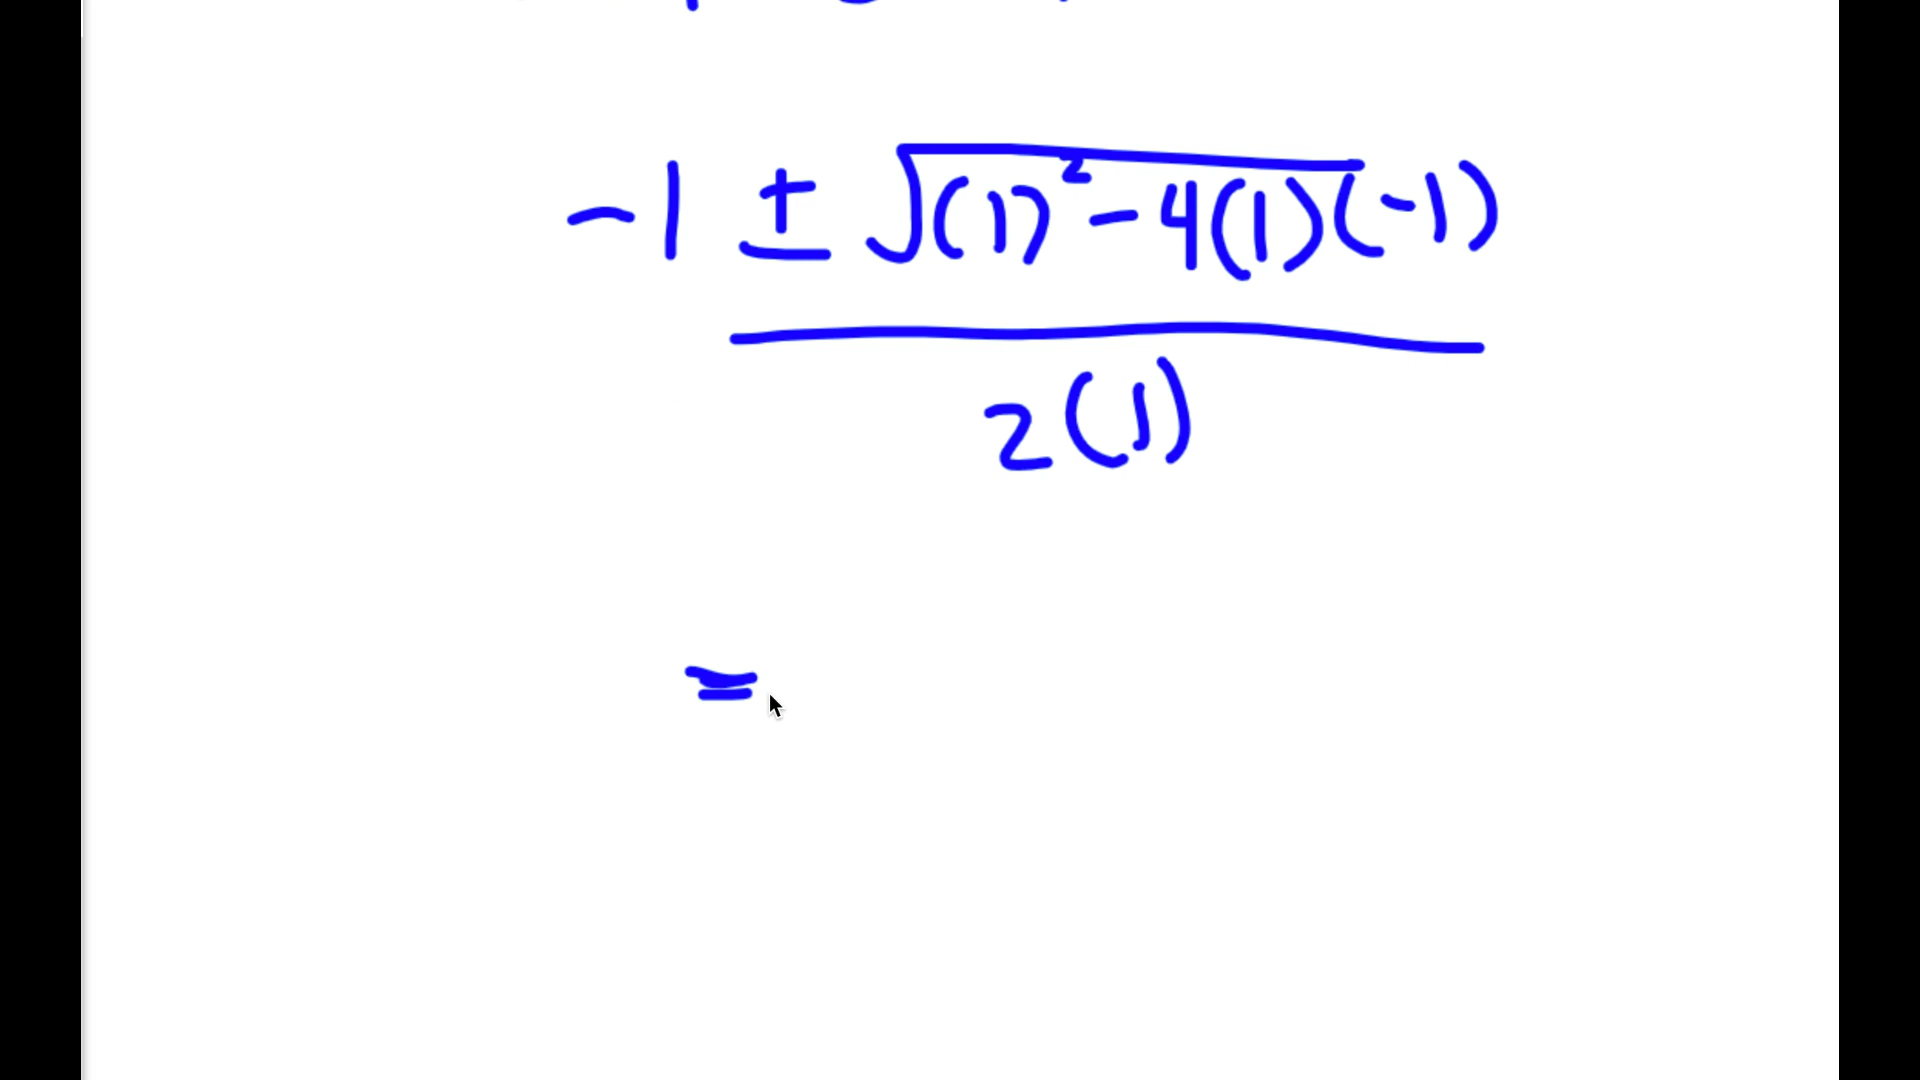 -1 ± √(1)² - 4(1)(-1)
2(1)
=